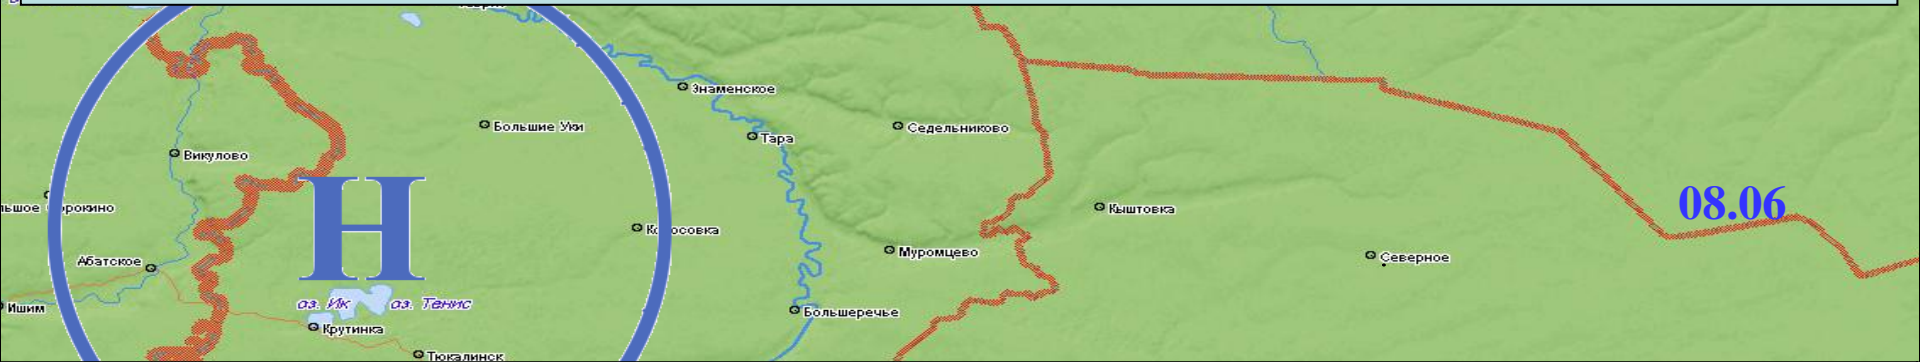 Знаменское
Большие Уки
Седельниково
Тара
Викулово
Н
08.06
Кыштовка
Муромцево
Абатское
Северное
оз. Ик
оз. Тенис
Ишим
Большеречье
Крутинка
Тюкалинск